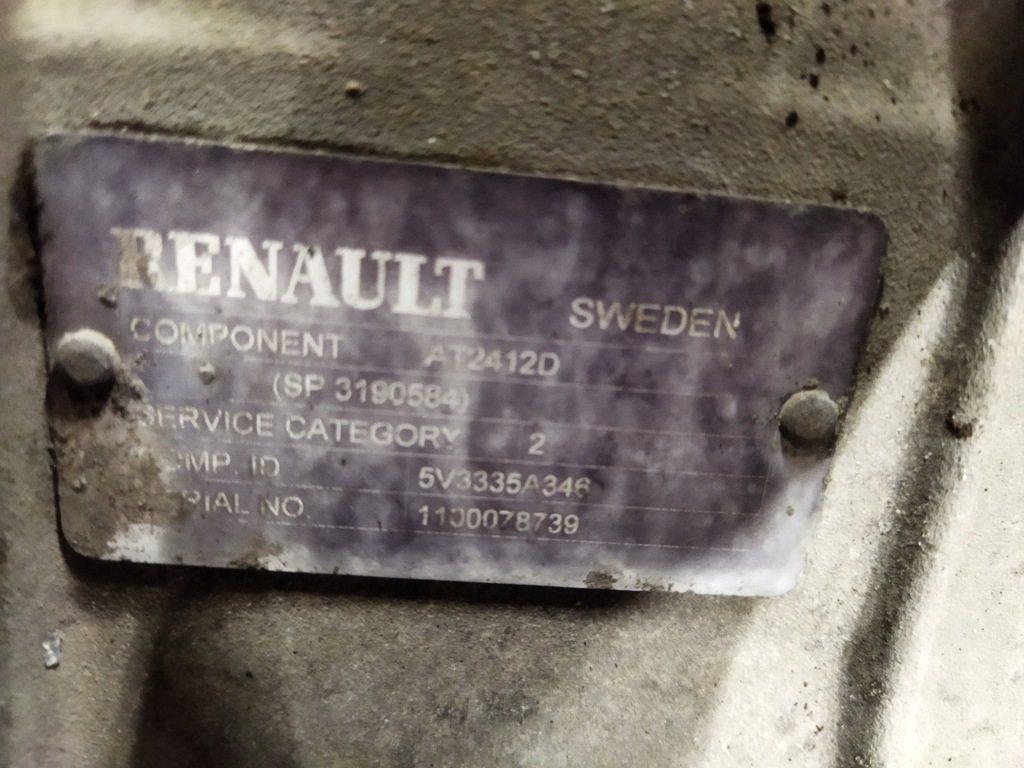 RENAULT SWEDEN
COMPONENT AT2412D
(SP 3190584)
SERVICE CATEGORY 2
5V3335A346
1100078739